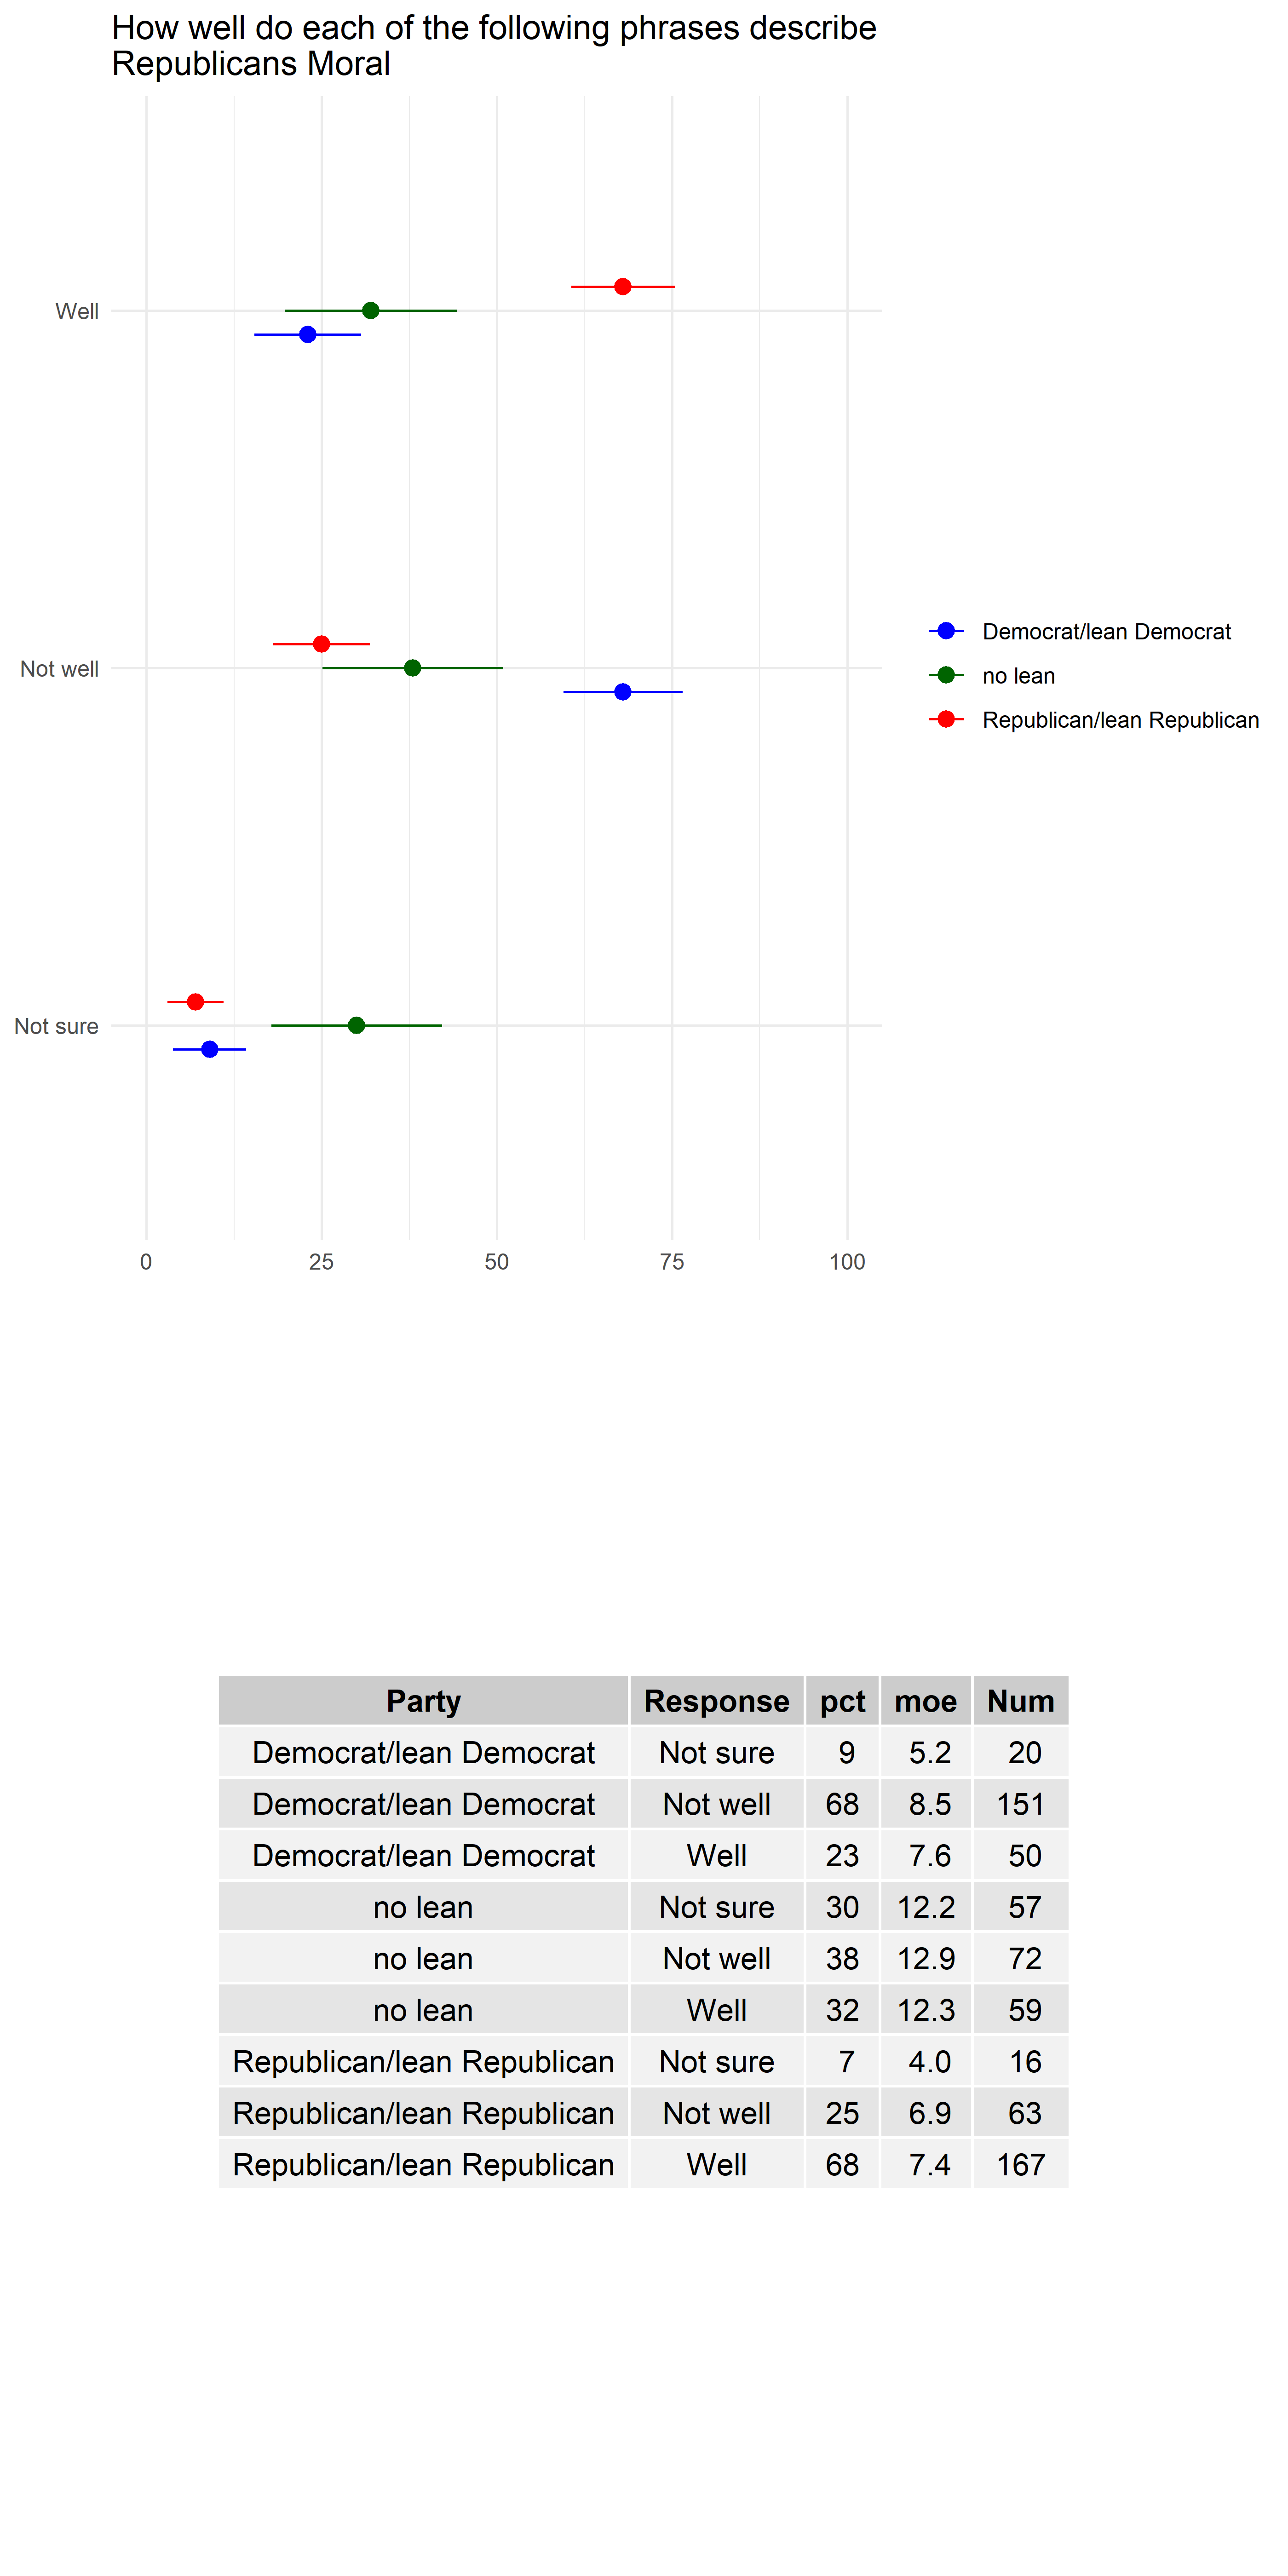 How well do each of the following phrases describe
Republicans Moral
Well
Not well
Not sure
0 25 50 75 100
Democrat/lean Democrat
no lean
Republican/lean Republican
Party Response pct moe Num
Democrat/lean Democrat Not sure 9 5.2 20
Democrat/lean Democrat Not well 68 8.5 151
Democrat/lean Democrat Well 23 7.6 50
no lean Not sure 30 12.2 57
no lean Not well 38 12.9 72
no lean Well 32 12.3 59
Republican/lean Republican Not sure 7 4.0 16
Republican/lean Republican Not well 25 6.9 63
Republican/lean Republican Well 68 7.4 167